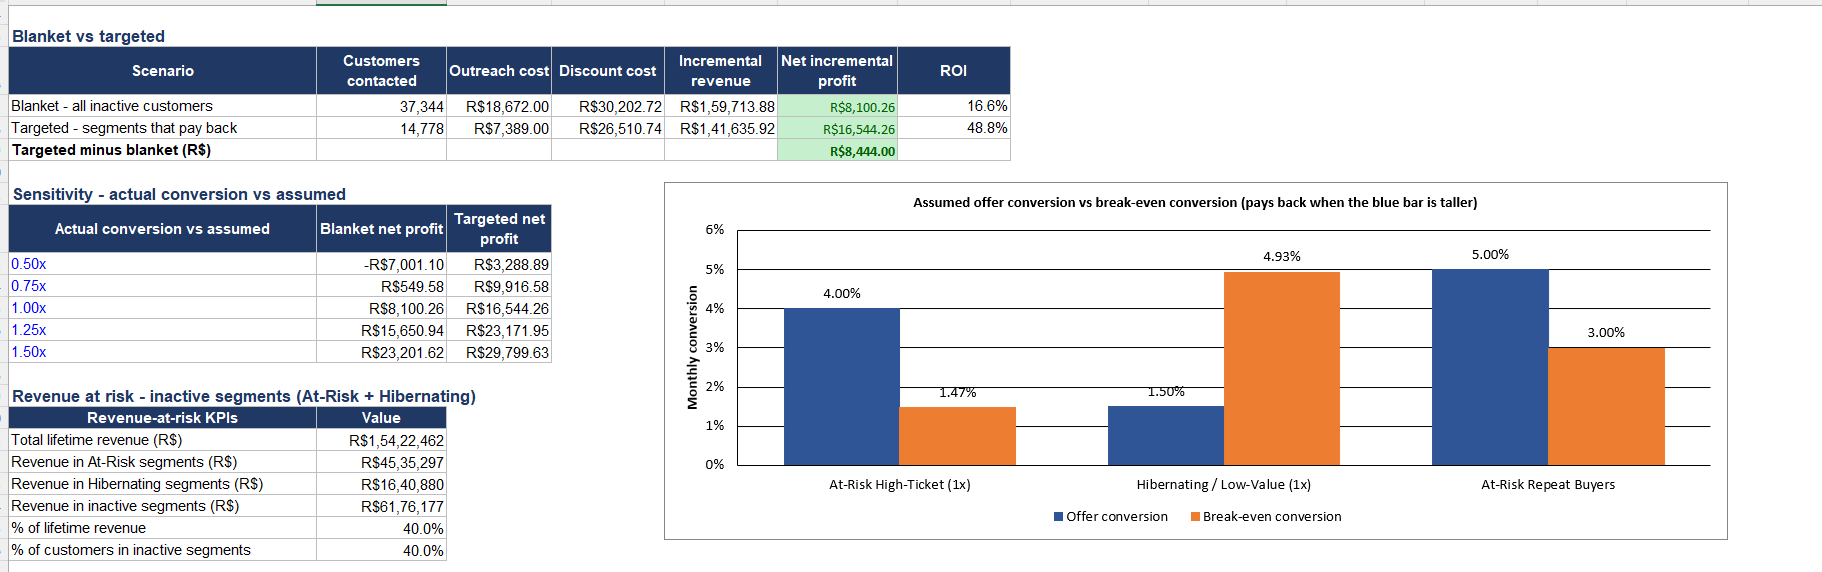 Blanket vs targeted
Scenario Customers contacted Outreach cost Discount cost Incremental revenue Net incremental profit ROI
Blanket - all inactive customers 37,344 R$18,672.00 R$30,202.72 R$1,59,713.88 R$8,100.26 16.6%
Targeted - segments that pay back 14,778 R$7,389.00 R$26,510.74 R$1,41,635.92 R$16,544.26 48.8%
Targeted minus blanket (R$) R$8,444.00
Sensitivity - actual conversion vs assumed
Actual conversion vs assumed Blanket net profit Targeted net profit
0.50x -R$7,001.10 R$3,288.89
0.75x R$549.58 R$9,916.58
1.00x R$8,100.26 R$16,544.26
1.25x R$15,650.94 R$23,171.95
1.50x R$23,201.62 R$29,799.63
Revenue at risk - inactive segments (At-Risk + Hibernating)
Revenue-at-risk KPIs Value
Total lifetime revenue (R$) R$1,54,22,462
Revenue in At-Risk segments (R$) R$45,35,297
Revenue in Hibernating segments (R$) R$16,40,880
Revenue in inactive segments (R$) R$61,76,177
% of lifetime revenue 40.0%
% of customers in inactive segments 40.0%
Assumed offer conversion vs break-even conversion (pays back when the blue bar is taller)
Monthly conversion
6%
5%
4%
3%
2%
1%
0%
4.00% 1.47% 1.50% 4.93% 5.00% 3.00%
At-Risk High-Ticket (1x) Hibernating / Low-Value (1x) At-Risk Repeat Buyers
Offer conversion Break-even conversion